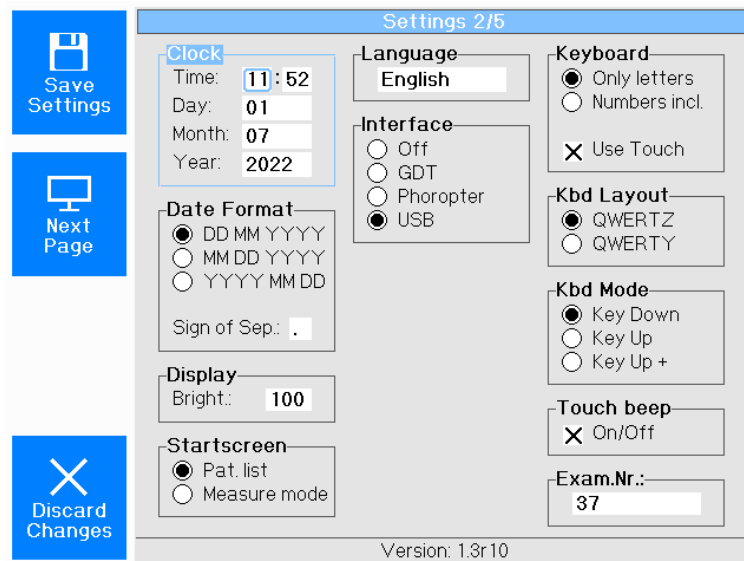 Settings 2/5
Save
Settings
Next
Page
Discard
Changes
Clock
Time: 11 : 52
Day: 01
Month: 07
Year: 2022
Date Format
DD MM YYYY
MM DD YYYY
YYYY MM DD
Sign of Sep.: .
Display
Bright.: 100
Startscreen
Pat. list
Measure mode
Language
English
Interface
Off
GDT
Phoropter
USB
Keyboard
Only letters
Numbers incl.
Use Touch
Kbd Layout
QWERTZ
QWERTY
Kbd Mode
Key Down
Key Up
Key Up +
Touch beep
On/Off
Exam.Nr.:
37
Version: 1.3r10